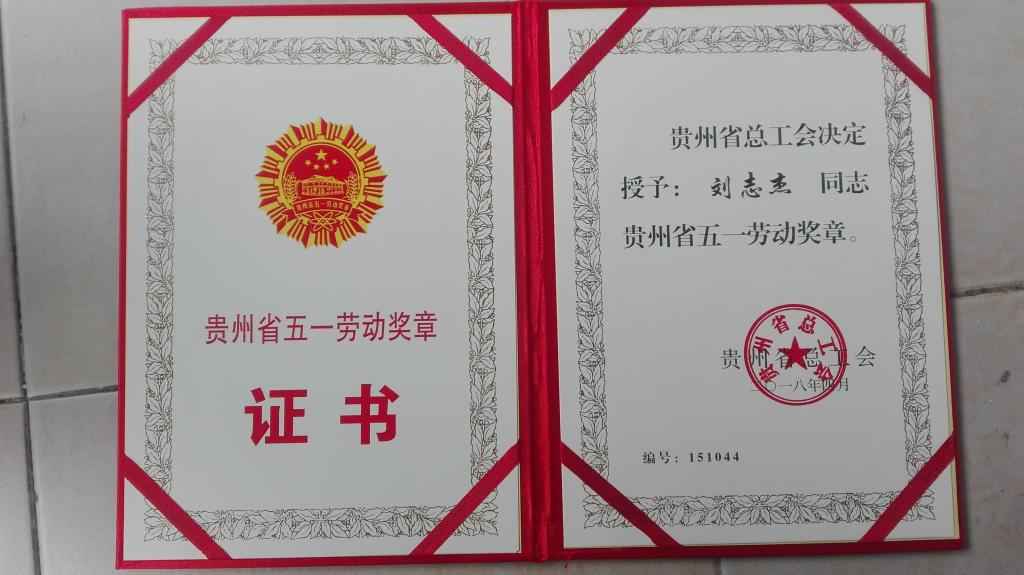 贵州省五一劳动奖章
贵州省五一劳动奖章
证书
贵州省总工会决定
授予：刘志杰 同志
贵州省五一劳动奖章。
贵州省总工会
贵州省总工会
二〇一八年四月
编号：151044